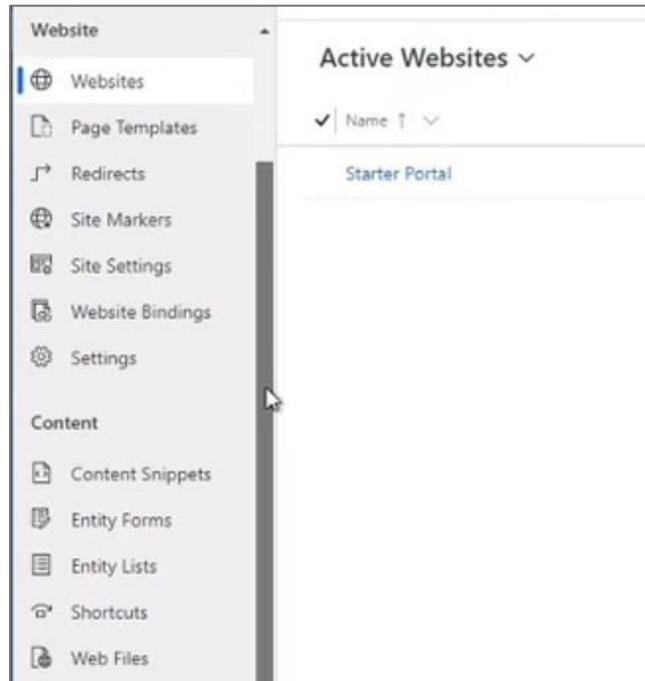 Website
Websites
Page Templates
Redirects
Site Markers
Site Settings
Website Bindings
Settings
Content
Content Snippets
Entity Forms
Entity Lists
Shortcuts
Web Files
Active Websites
Name
Starter Portal